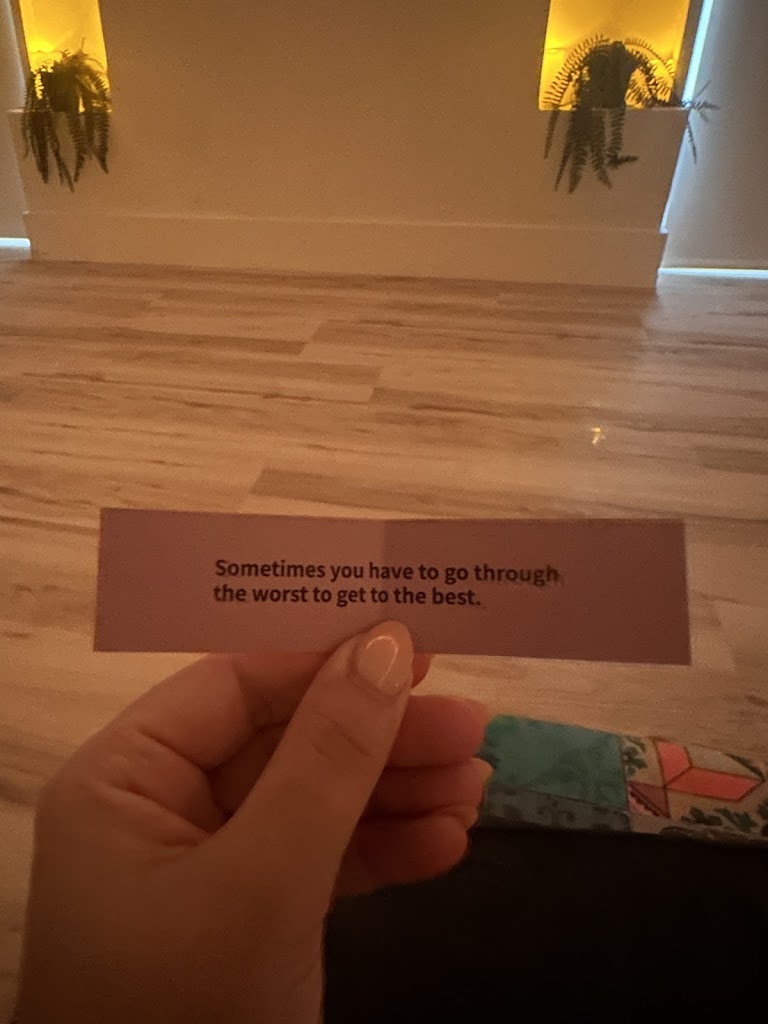 Sometimes you have to go through
the worst to get to the best.